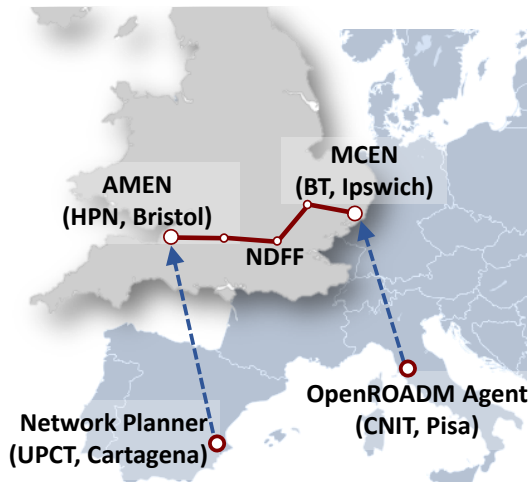 MCEN
(BT, Ipswich)
AMEN
(HPN, Bristol)
NDFF
OpenROADM Agent
(CNIT, Pisa)
Network Planner
(UPCT, Cartagena)